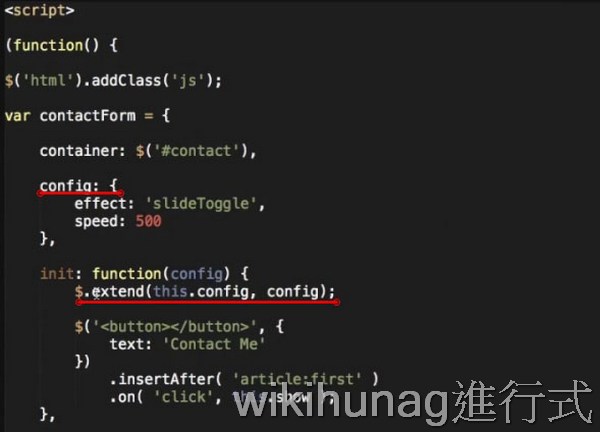 <script>
(function() {
$('html').addClass('js');
var contactForm = {
container: $('#contact'),
config: {
effect: 'slideToggle',
speed: 500
},
init: function(config) {
$.extend(this.config, config);
$('<button></button>', {
text: 'Contact Me'
})
.insertAfter( 'article:first' )
.on( 'click', this.show );
},
wikihunag進行式